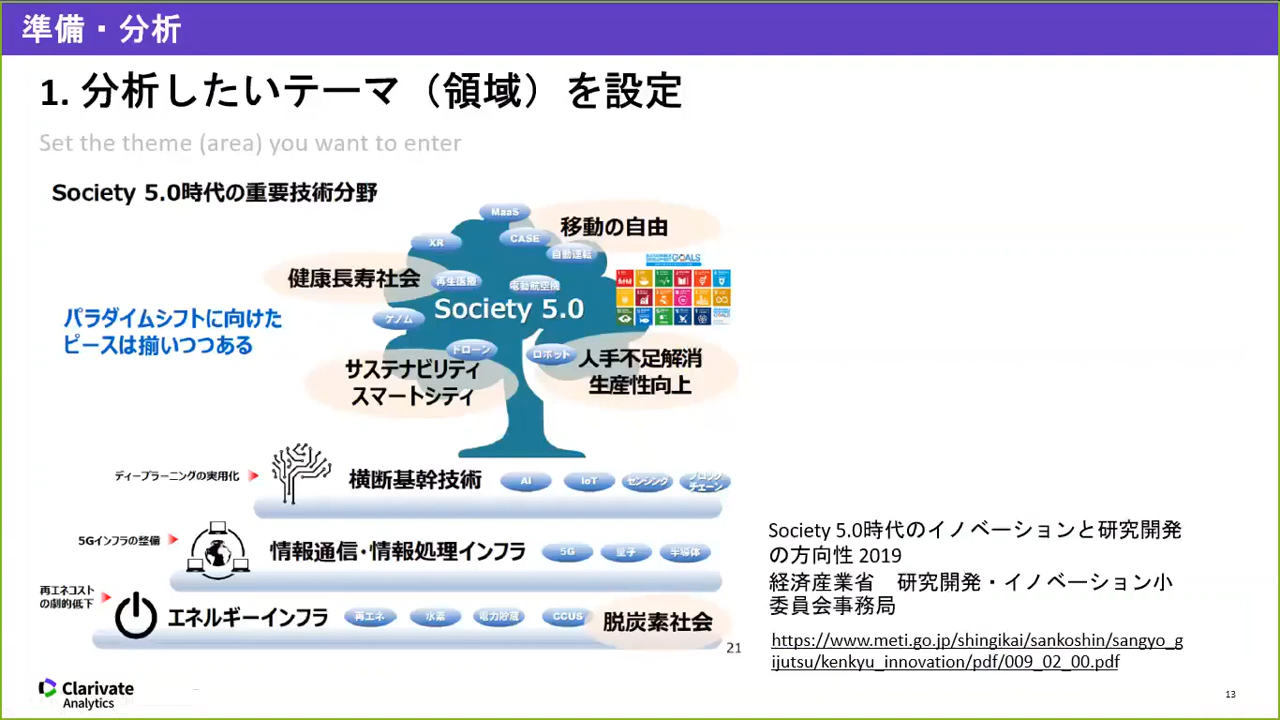 準備・分析
1. 分析したいテーマ（領域）を設定
Set the theme (area) you want to enter
Society 5.0時代の重要技術分野
MaaS
移動の自由
XR
CASE
自動運転
SUSTAINABLE DEVELOPMENT GOALS
健康長寿社会
再生医療
電動航空機
Society 5.0
ゲノム
パラダイムシフトに向けた
ピースは揃いつつある
ドローン
ロボット
人手不足解消
生産性向上
サステナビリティ
スマートシティ
ディープラーニングの実用化
横断基幹技術
AI
IoT
センシング
ブロック
チェーン
5Gインフラの整備
情報通信・情報処理インフラ
5G
量子
半導体
再エネコスト
の劇的低下
エネルギーインフラ
再エネ
水素
電力貯蔵
CCUS
脱炭素社会
21
Society 5.0時代のイノベーションと研究開発
の方向性 2019
経済産業省　研究開発・イノベーション小
委員会事務局
https://www.meti.go.jp/shingikai/sankoshin/sangyo_g
ijutsu/kenkyu_innovation/pdf/009_02_00.pdf
Clarivate
Analytics
13